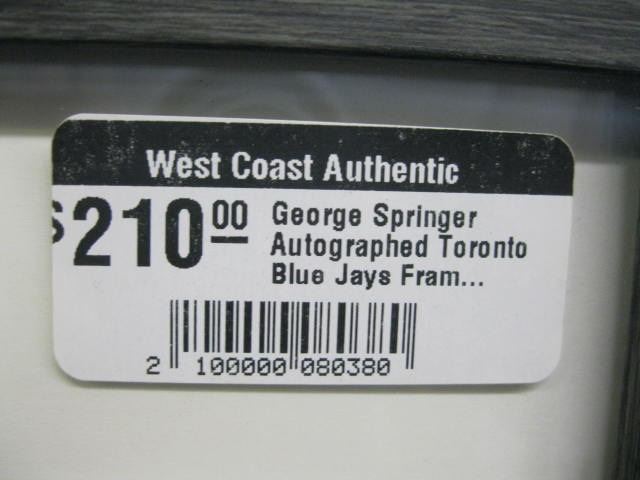 West Coast Authentic
$210 00
George Springer
Autographed Toronto
Blue Jays Fram...
2 100000 080380